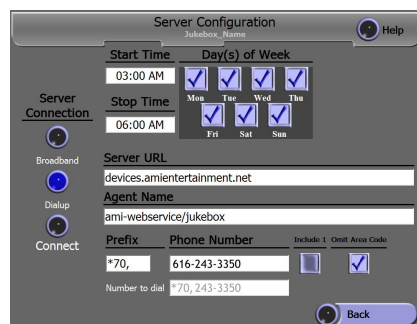 Server Configuration
Jukebox_Name
Help
Start Time
Day(s) of Week
03:00 AM
Mon Tue Wed Thu
Server Connection
Stop Time
06:00 AM
Fri Sat Sun
Broadband
Server URL
devices.amientertainment.net
Dialup
Agent Name
ami-webservice/jukebox
Connect
Prefix Phone Number Include 1 Omit Area Code
*70, 616-243-3350
Number to dial *70, 243-3350
Back